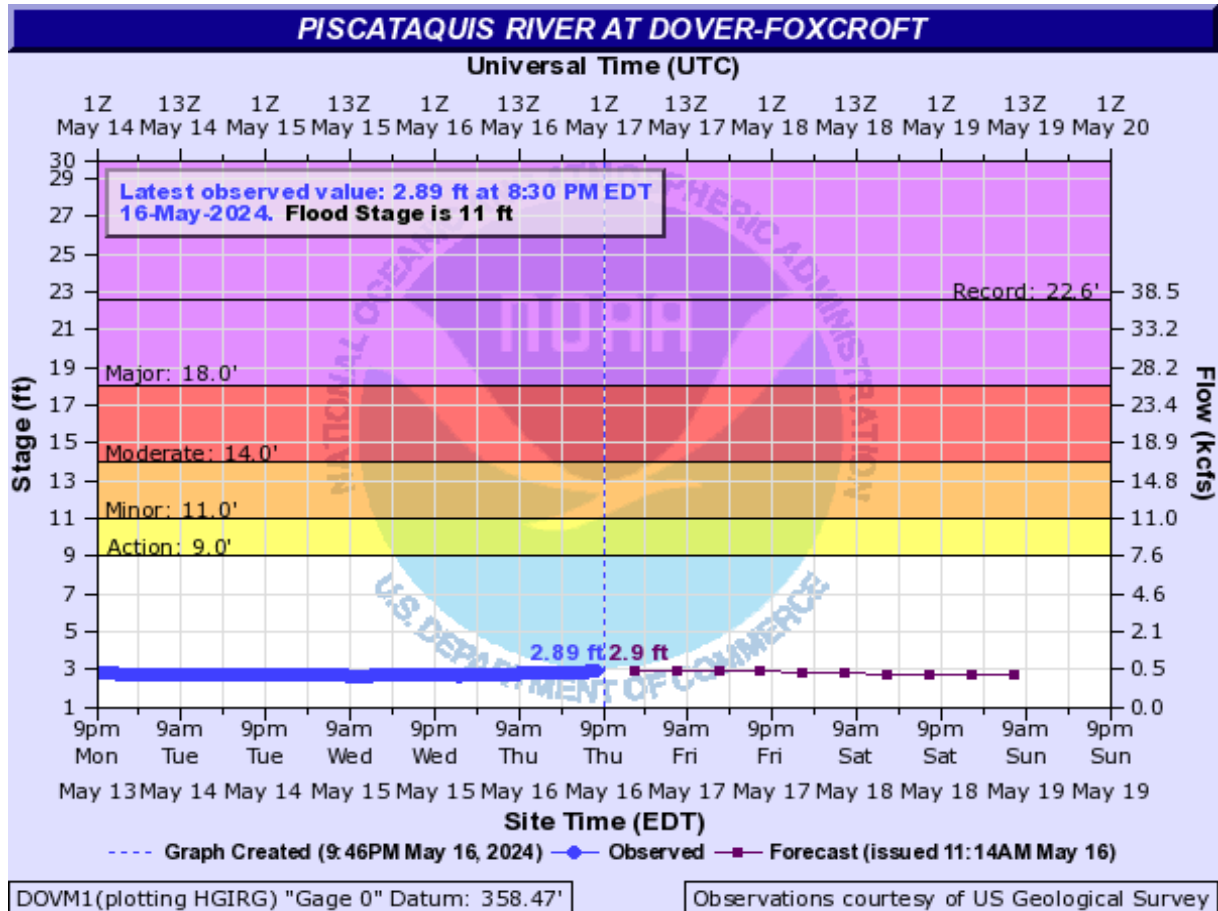 PISCATAQUIS RIVER AT DOVER-FOXCROFT
Universal Time (UTC)
1Z 13Z 1Z 13Z 1Z 13Z 1Z 13Z 1Z 13Z 1Z 13Z 1Z
May 14 May 14 May 15 May 15 May 16 May 16 May 17 May 17 May 18 May 18 May 19 May 19 May 20
Latest observed value: 2.89 ft at 8:30 PM EDT
16-May-2024. Flood Stage is 11 ft
NATIONAL OCEANIC AND ATMOSPHERIC ADMINISTRATION
NOAA
U.S. DEPARTMENT OF COMMERCE
Stage (ft)
30
29
27
25
23
21
19
17
15
13
11
9
7
5
3
1
Record: 22.6'
Major: 18.0'
Moderate: 14.0'
Minor: 11.0'
Action: 9.0'
2.89 ft 2.9 ft
38.5
33.2
28.2
23.4
18.9
14.8
11.0
7.6
4.6
2.1
0.5
0.0
Flow (kcfs)
9pm 9am 9pm 9am 9pm 9am 9pm 9am 9pm 9am 9pm 9am 9pm
Mon Tue Tue Wed Wed Thu Thu Fri Fri Sat Sat Sun Sun
May 13 May 14 May 14 May 15 May 15 May 16 May 16 May 17 May 17 May 18 May 18 May 19 May 19
Site Time (EDT)
Graph Created (9:46PM May 16, 2024) Observed Forecast (issued 11:14AM May 16)
DOVM1(plotting HGIRG) "Gage 0" Datum: 358.47'
Observations courtesy of US Geological Survey